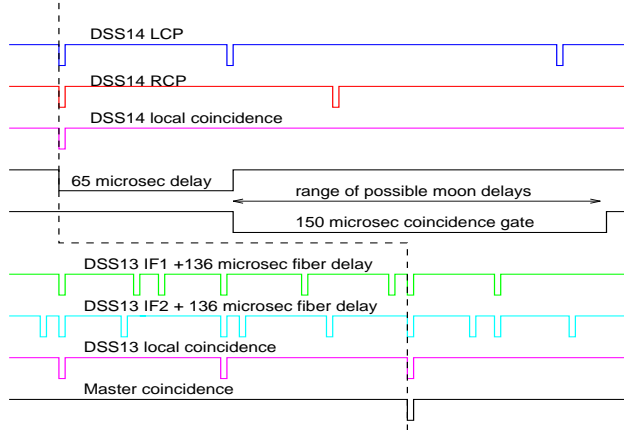 DSS14 LCP
DSS14 RCP
DSS14 local coincidence
65 microsec delay
range of possible moon delays
150 microsec coincidence gate
DSS13 IF1 +136 microsec fiber delay
DSS13 IF2 + 136 microsec fiber delay
DSS13 local coincidence
Master coincidence